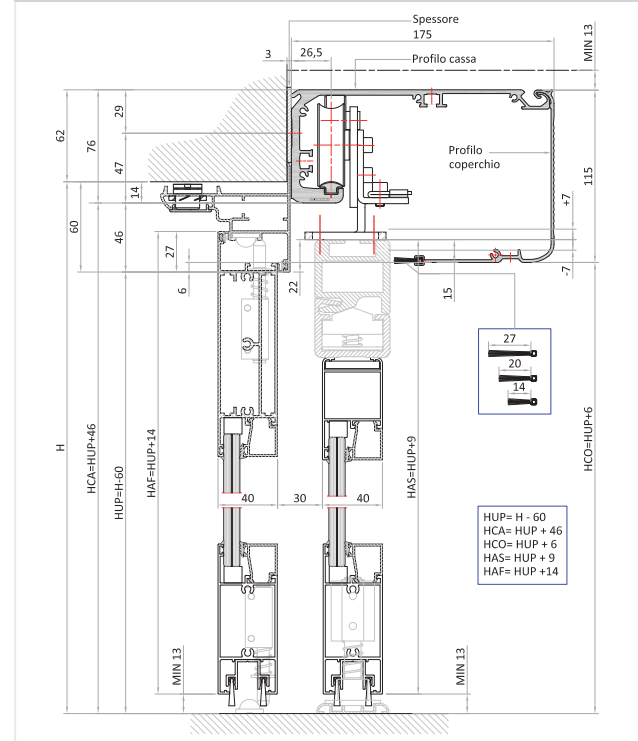 Spessore
175
MIN 13
3
26,5
Profilo cassa
29
62
76
47
Profilo
coperchio
115
14
+7
60
46
27
6
22
15
-7
27
20
14
H
HCA=HUP+46
HUP=H-60
HAF=HUP+14
HAS=HUP+9
HCO=HUP+6
40
30
40
HUP= H - 60
HCA= HUP + 46
HCO= HUP + 6
HAS= HUP + 9
HAF= HUP +14
MIN 13
MIN 13